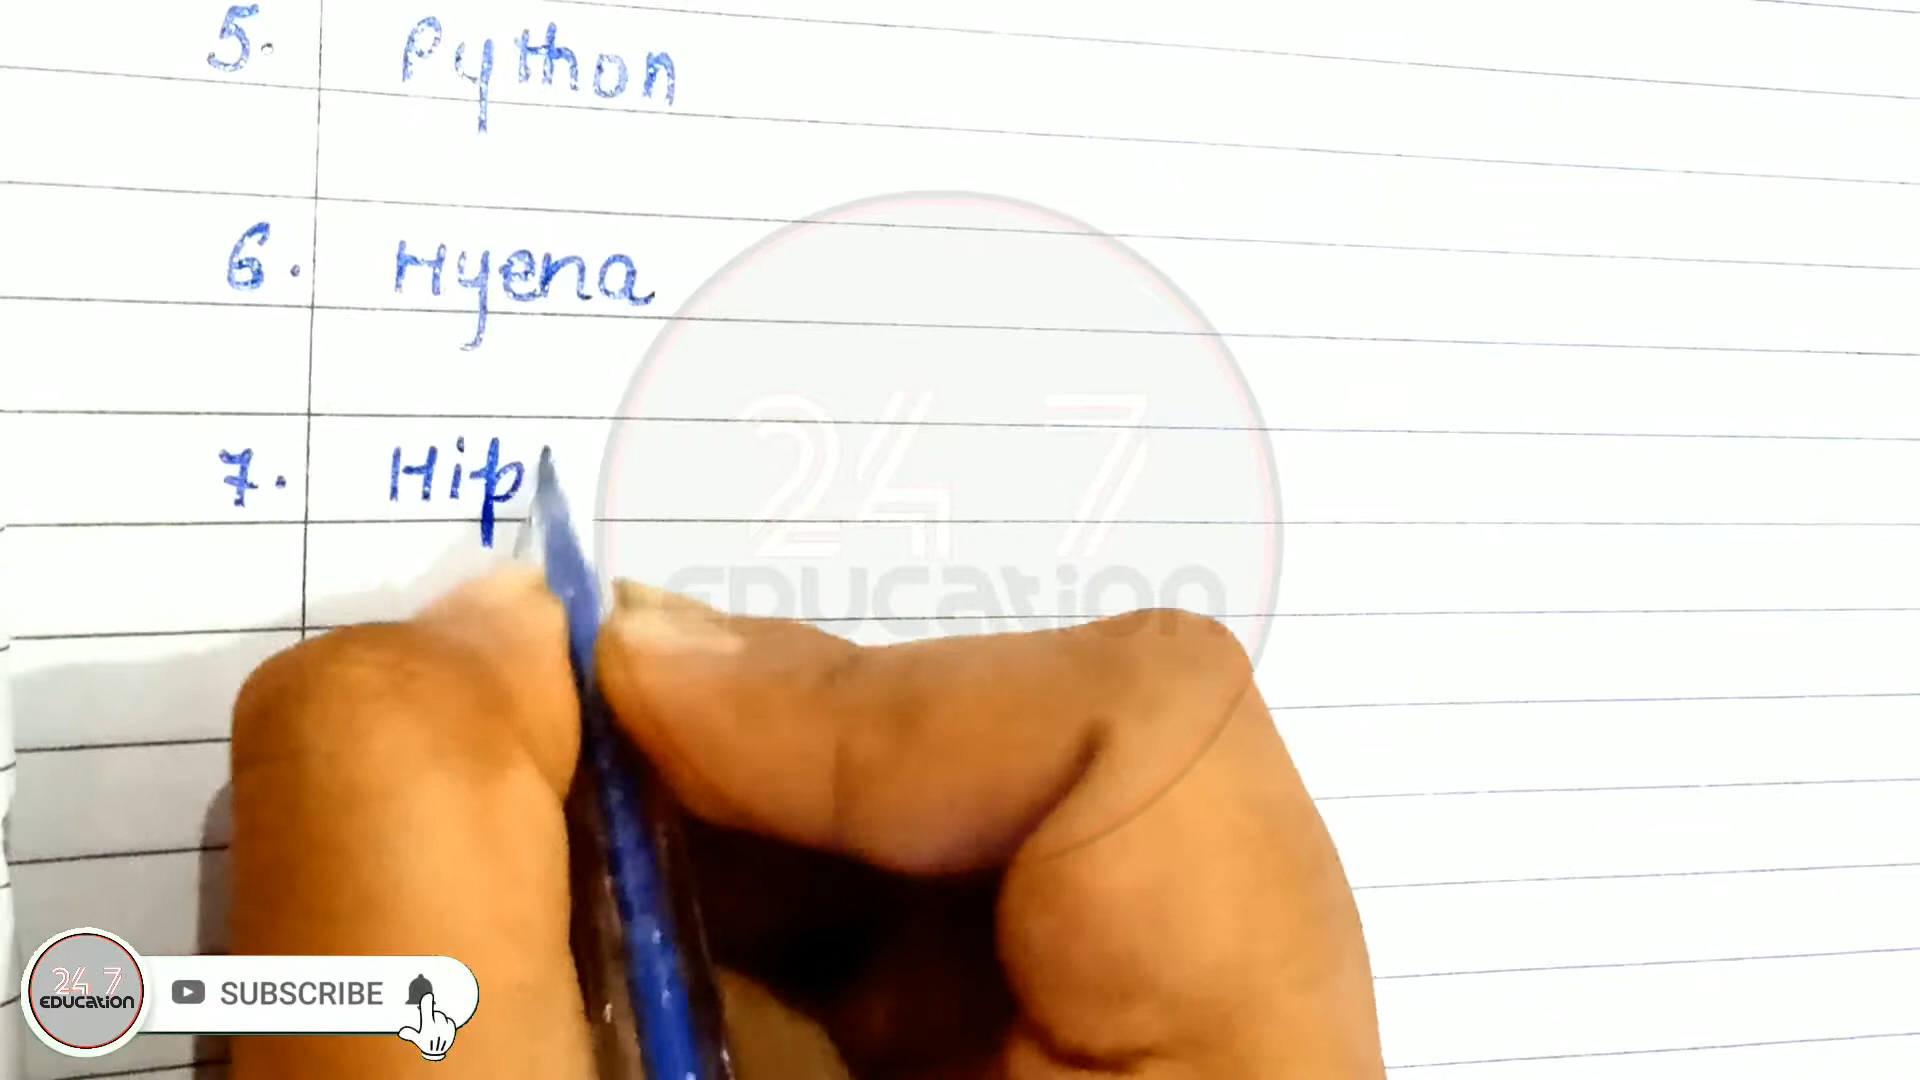 5. Python
6. Hyena
7. Hip
24 7
EDUCATION
24 7
EDUCATION
SUBSCRIBE